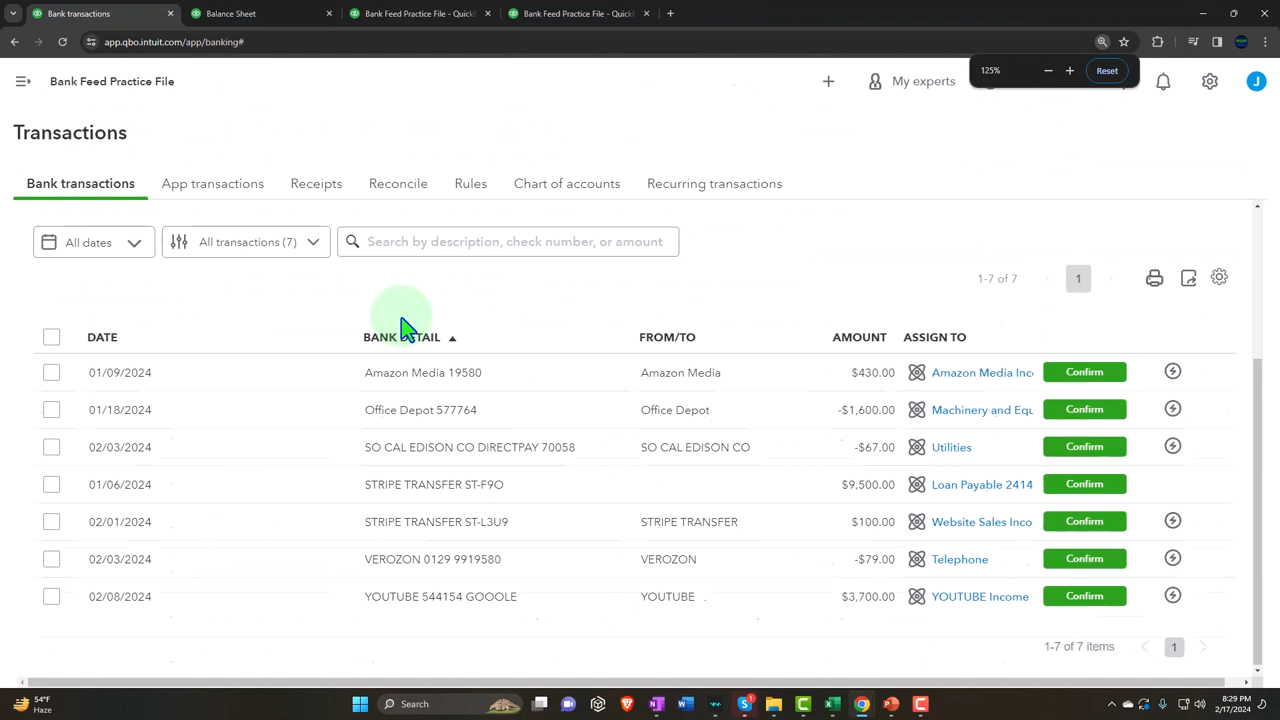 Bank transactions
Balance Sheet
Bank Feed Practice File - Quick
Bank Feed Practice File - Quick
qbo.intuit.com/app/banking#
125%
Reset
Bank Feed Practice File
My experts
J
Transactions
Bank transactions
App transactions
Receipts
Reconcile
Rules
Chart of accounts
Recurring transactions
All dates
All transactions (7)
Search by description, check number, or amount
1-7 of 7
1
DATE BANK FROM/TO AMOUNT ASSIGN TO
01/09/2024 Amazon Media 19580 Amazon Media $430.00 Amazon Media Inc Confirm
01/18/2024 Office Depot 577764 Office Depot -$1,600.00 Machinery and Equ Confirm
02/03/2024 SO CAL EDISON CO DIRECTPAY 70058 SO CAL EDISON CO -$67.00 Utilities Confirm
01/06/2024 STRIPE TRANSFER ST-F9O $9,500.00 Loan Payable 2414 Confirm
02/01/2024 STRIPE TRANSFER ST-L3U9 STRIPE TRANSFER $100.00 Website Sales Inco Confirm
02/03/2024 VEROZON 0129 9919580 VEROZON -$79.00 Telephone Confirm
02/08/2024 YOUTUBE 544154 GOOOLE YOUTUBE $3,700.00 YOUTUBE Income Confirm
1-7 of 7 items
1
54°F
Haze
Search
8:29 PM
2/17/2024